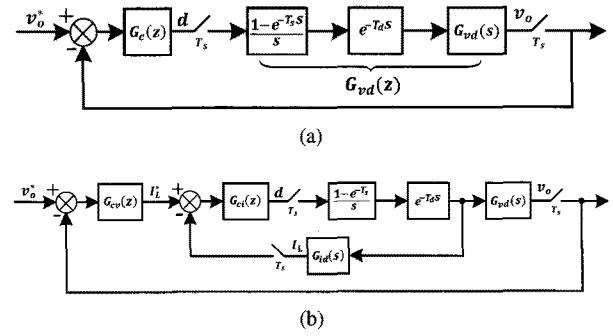 v_o^* + G_c(z) d T_s 1-e^{-T_s s} / s e^{-T_d s} G_vd(s) v_o T_s
-
G_vd(z)
(a)
v_o^* + G_cv(z) I_L^* + G_ci(z) d T_s 1-e^{-T_s} / s e^{-T_d s} G_vd(s) v_o T_s
- -
T_s I_L G_id(s)
(b)